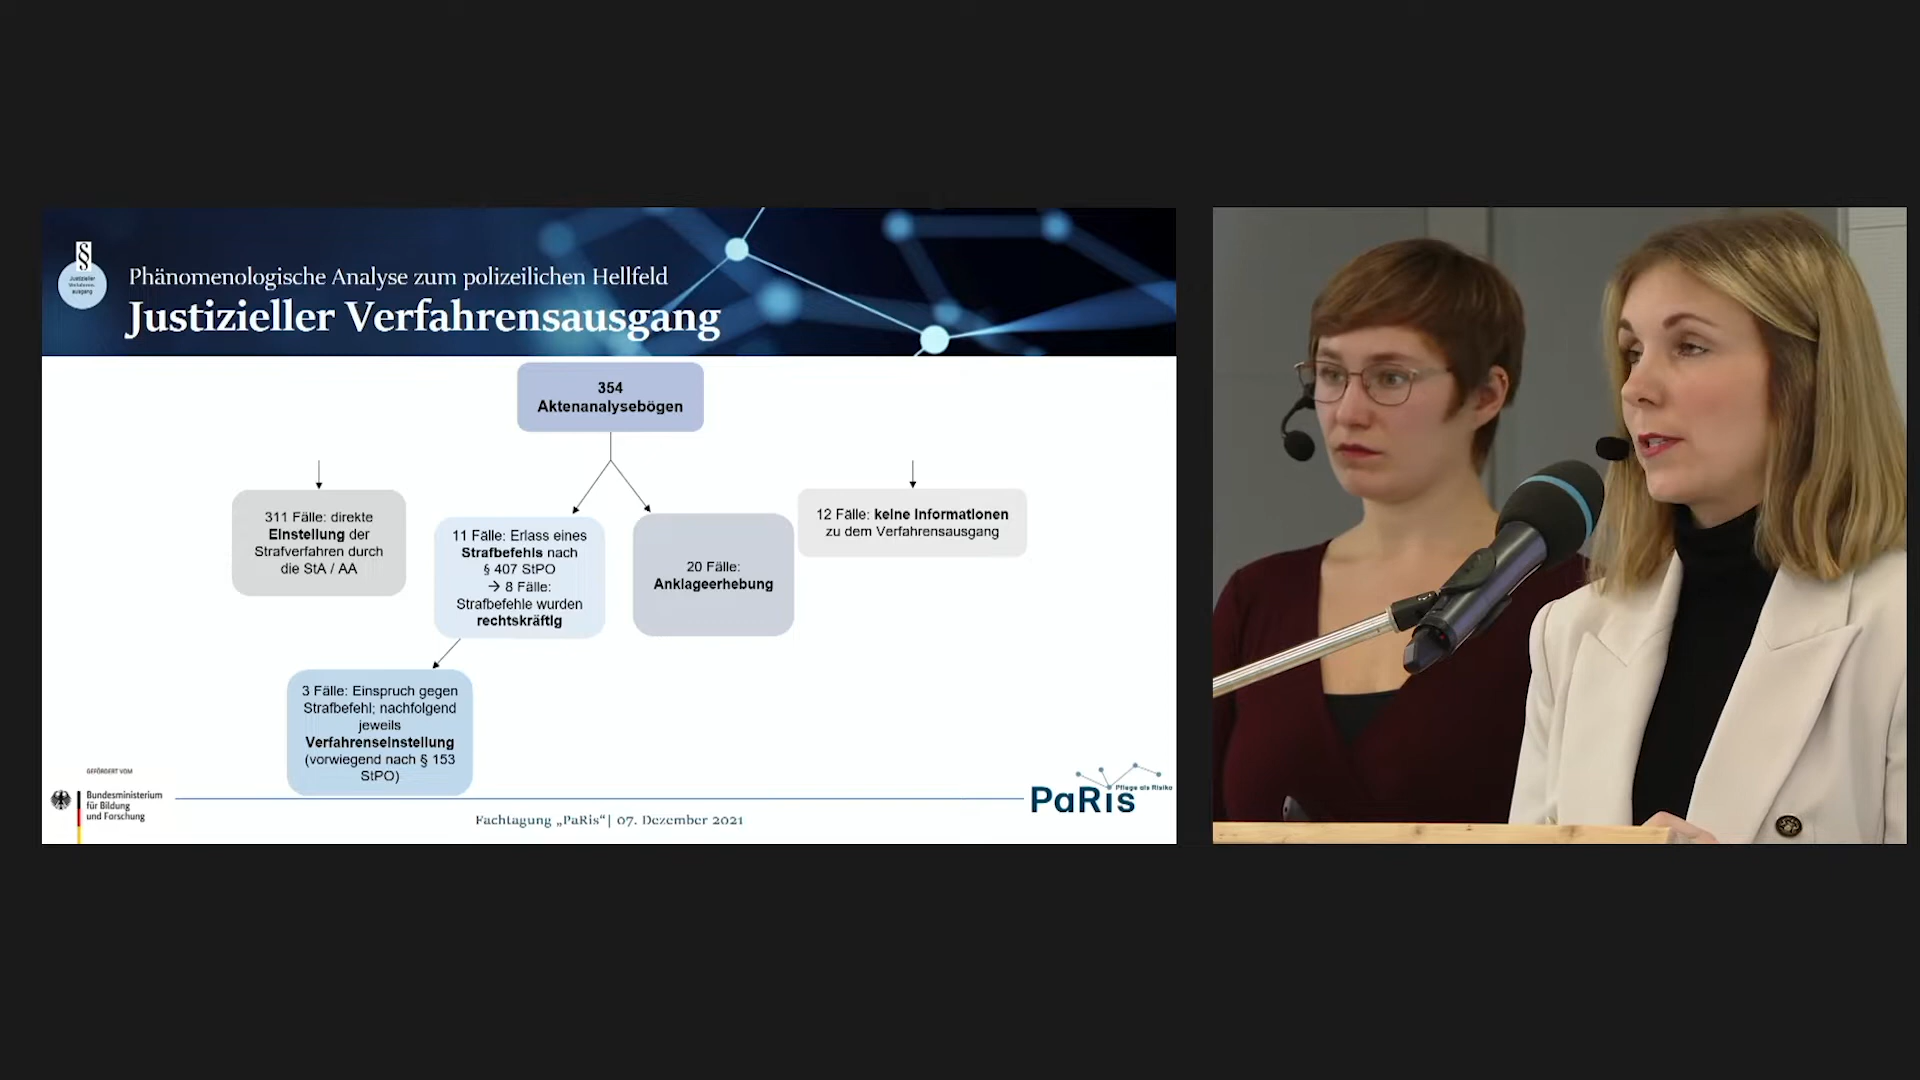 §
Justizieller
Verfahrens-
ausgang
Phänomenologische Analyse zum polizeilichen Hellfeld
Justizieller Verfahrensausgang
354
Aktenanalysebögen
311 Fälle: direkte
Einstellung der
Strafverfahren durch
die StA / AA
11 Fälle: Erlass eines
Strafbefehls nach
§ 407 StPO
→ 8 Fälle:
Strafbefehle wurden
rechtskräftig
20 Fälle:
Anklageerhebung
12 Fälle: keine Informationen
zu dem Verfahrensausgang
3 Fälle: Einspruch gegen
Strafbefehl; nachfolgend
jeweils
Verfahrenseinstellung
(vorwiegend nach § 153
StPO)
GEFÖRDERT VOM
Bundesministerium
für Bildung
und Forschung
Fachtagung „PaRis“| 07. Dezember 2021
PaRis
Pflege als Risiko